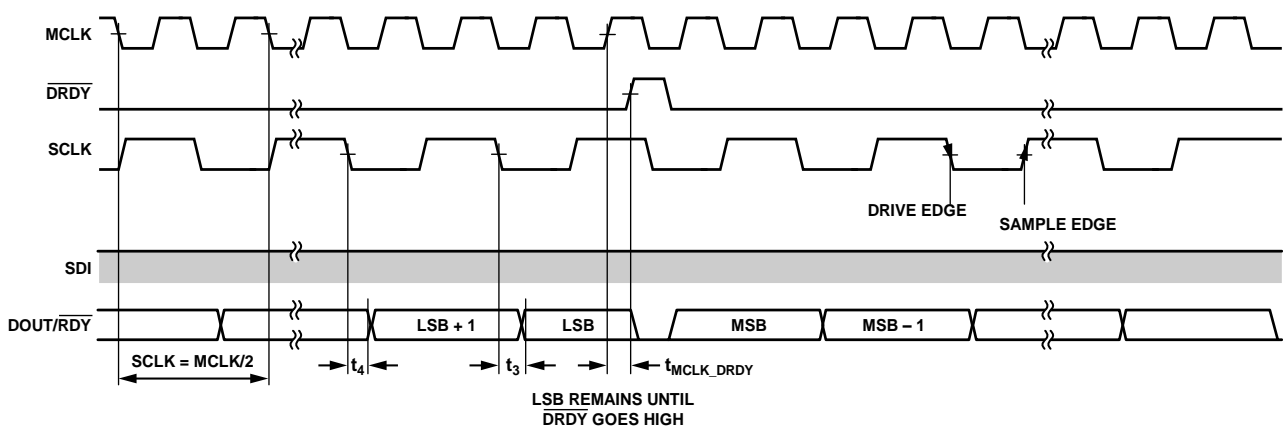 MCLK
DRDY
SCLK
DRIVE EDGE
SAMPLE EDGE
SDI
DOUT/RDY
LSB + 1
LSB
MSB
MSB – 1
SCLK = MCLK/2
t4
t3
tMCLK_DRDY
LSB REMAINS UNTIL
DRDY GOES HIGH